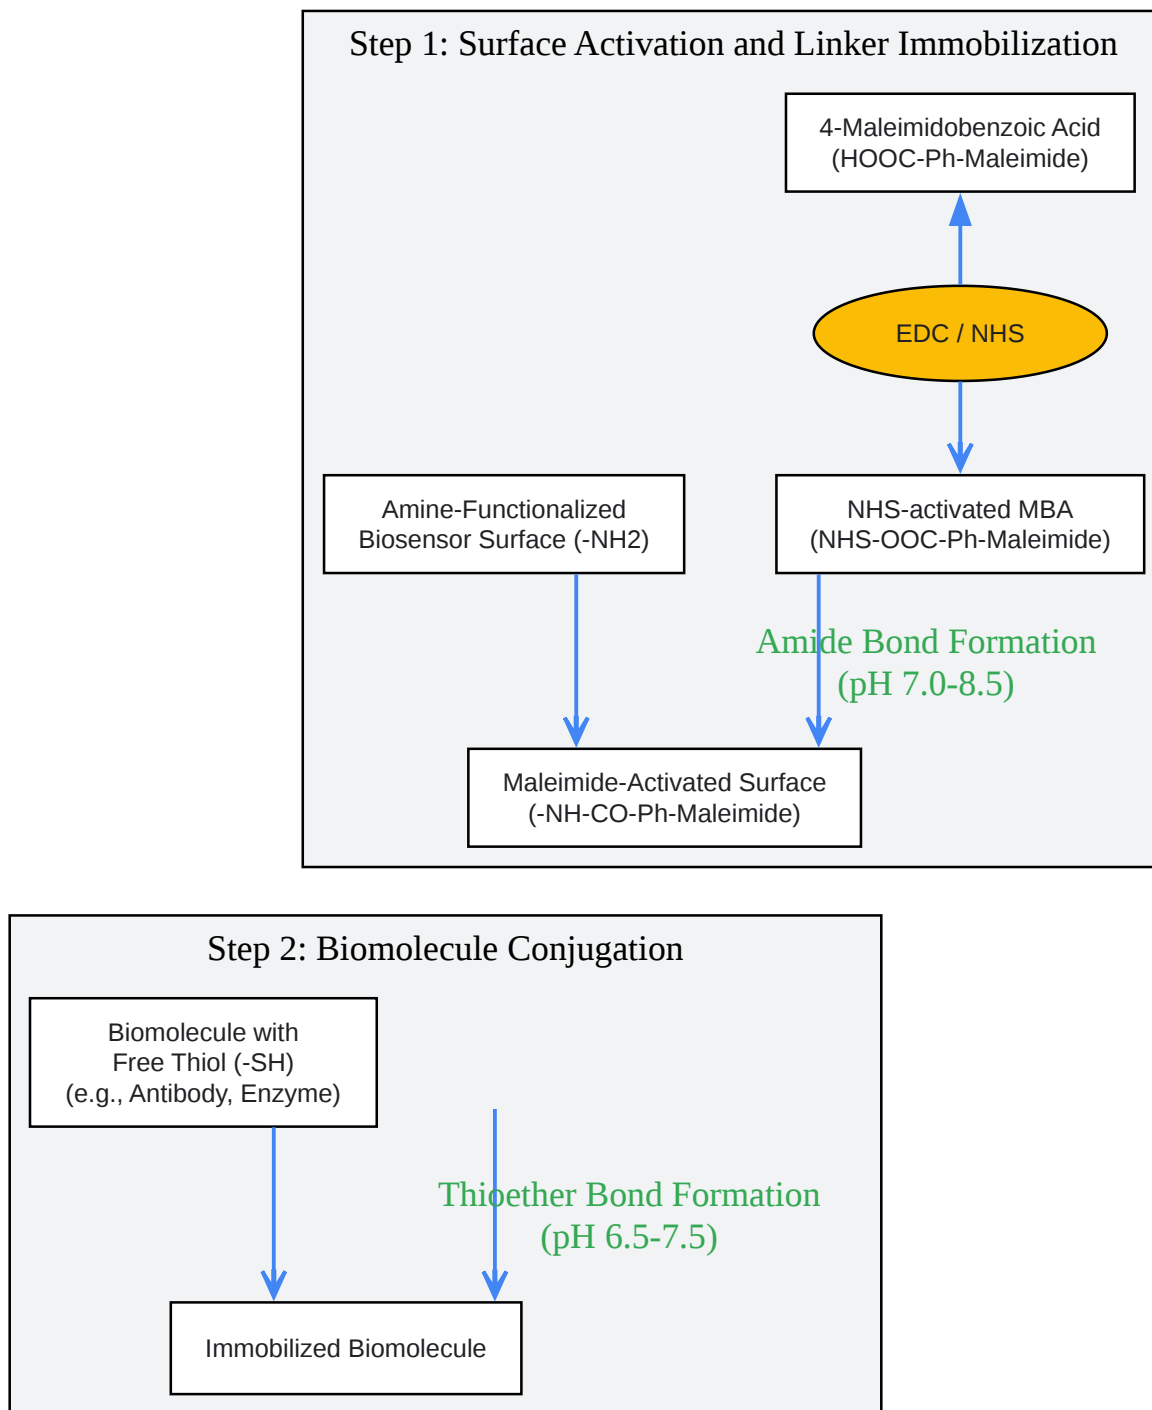 Step 1: Surface Activation and Linker Immobilization
4-Maleimidobenzoic Acid
(HOOC-Ph-Maleimide)
EDC / NHS
Amine-Functionalized
Biosensor Surface (-NH2)
NHS-activated MBA
(NHS-OOC-Ph-Maleimide)
Amide Bond Formation
(pH 7.0-8.5)
Maleimide-Activated Surface
(-NH-CO-Ph-Maleimide)
Step 2: Biomolecule Conjugation
Biomolecule with
Free Thiol (-SH)
(e.g., Antibody, Enzyme)
Thioether Bond Formation
(pH 6.5-7.5)
Immobilized Biomolecule